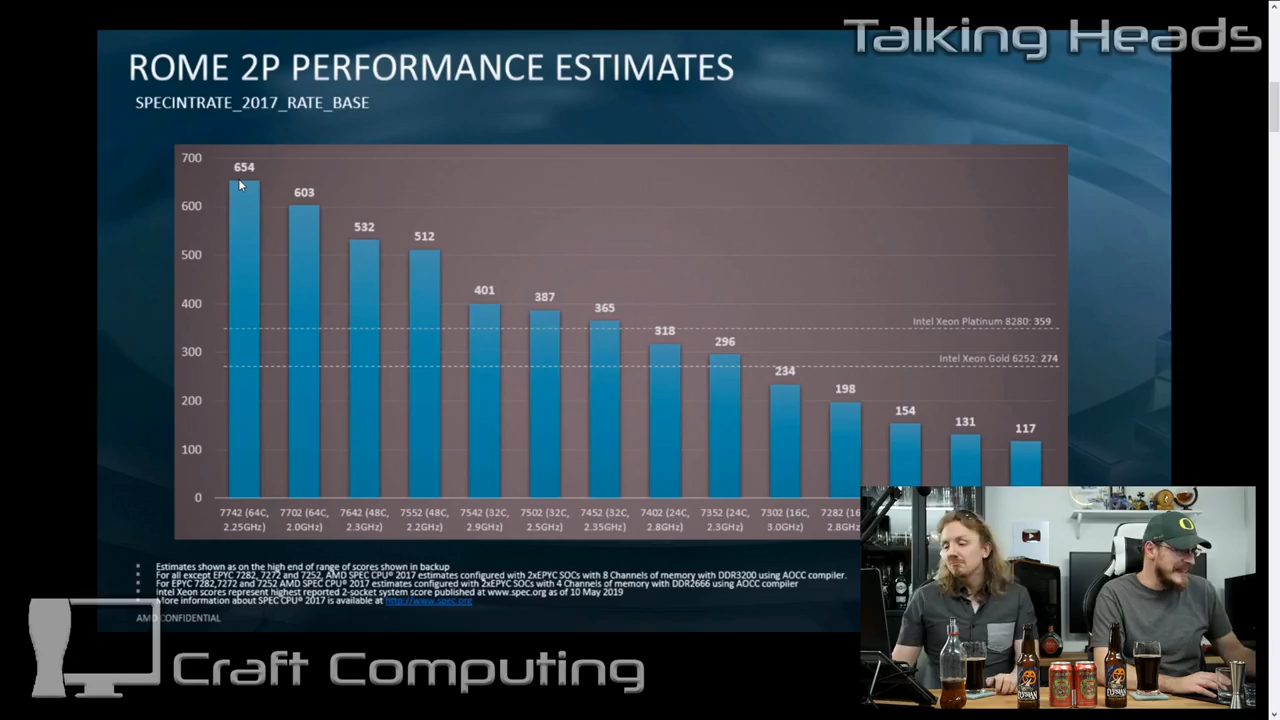 Talking Heads
ROME 2P PERFORMANCE ESTIMATES
SPECINTRATE_2017_RATE_BASE
700
600
500
400
300
200
100
0
654
603
532
512
401
387
365
318
296
234
198
154
131
117
Intel Xeon Platinum 8280: 359
Intel Xeon Gold 6252: 274
7742 (64C,
2.25GHz)
7702 (64C,
2.0GHz)
7642 (48C,
2.3GHz)
7552 (48C,
2.2GHz)
7542 (32C,
2.9GHz)
7502 (32C,
2.5GHz)
7452 (32C,
2.35GHz)
7402 (24C,
2.8GHz)
7352 (24C,
2.3GHz)
7302 (16C,
3.0GHz)
7282 (16
2.8GHz
Estimates shown as on the high end of range of scores shown in backup
For all except EPYC 7282, 7272 and 7252, AMD SPEC CPU® 2017 estimates configured with 2xEPYC SOCs with 8 Channels of memory with DDR3200 using AOCC compiler.
For EPYC 7282,7272 and 7252 AMD SPEC CPU® 2017 estimates configured with 2xEPYC SOCs with 4 Channels of memory with DDR2666 using AOCC compiler
Intel Xeon scores represent highest reported 2-socket system score published at www.spec.org as of 10 May 2019
More information about SPEC CPU® 2017 is available at http://www.spec.org
AMD CONFIDENTIAL
Craft Computing
ELYSIAN
ELYSIAN